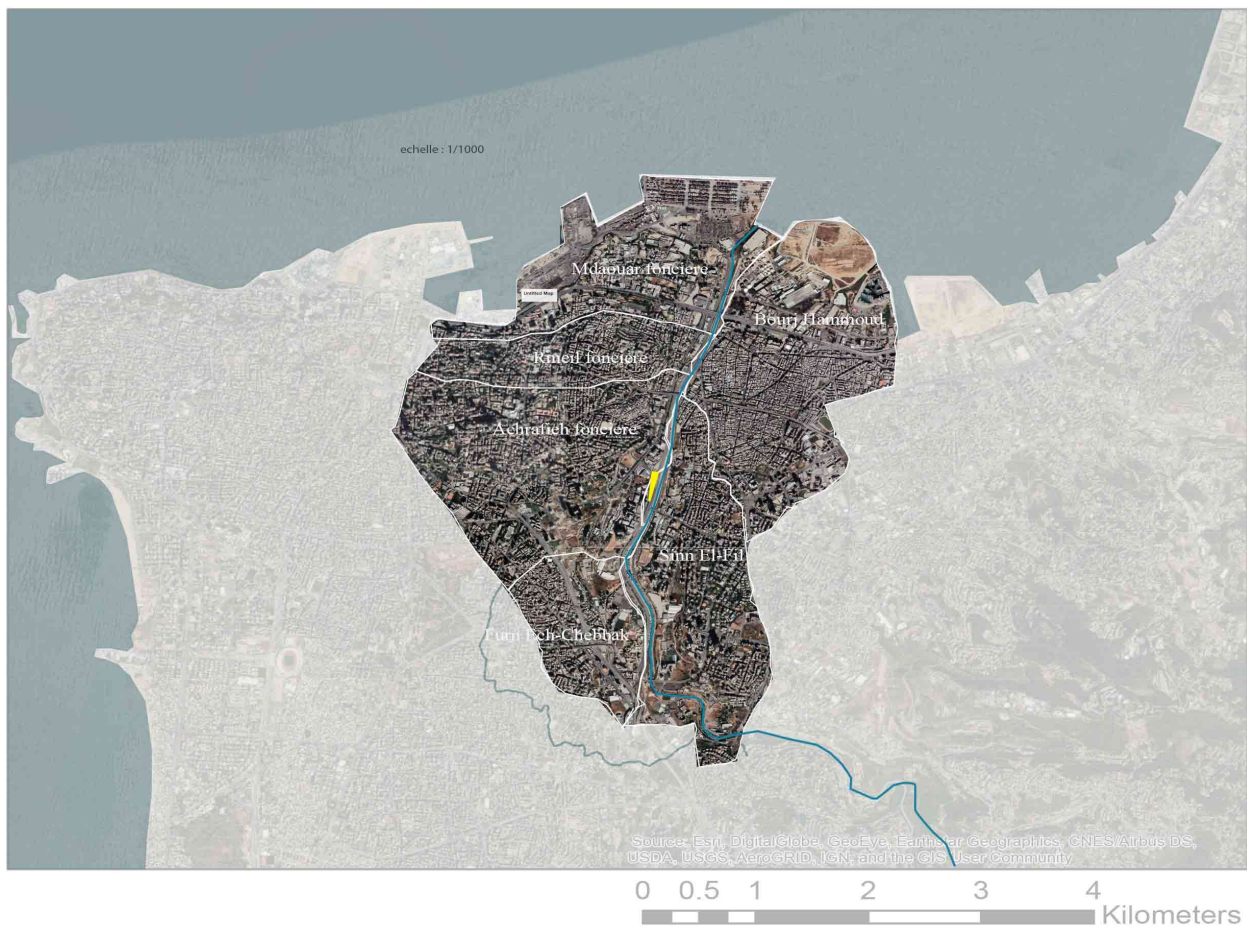 echelle : 1/1000
Mdaouar fonciere
Untitled Map
Bourj Hammoud
Rmeil fonciere
Achrafieh fonciere
Sinn El-Fil
Furn Ech-Chebbak
Source: Esri, DigitalGlobe, GeoEye, Earthstar Geographics, CNES/Airbus DS,
USDA, USGS, AeroGRID, IGN, and the GIS User Community
0 0.5 1 2 3 4
Kilometers